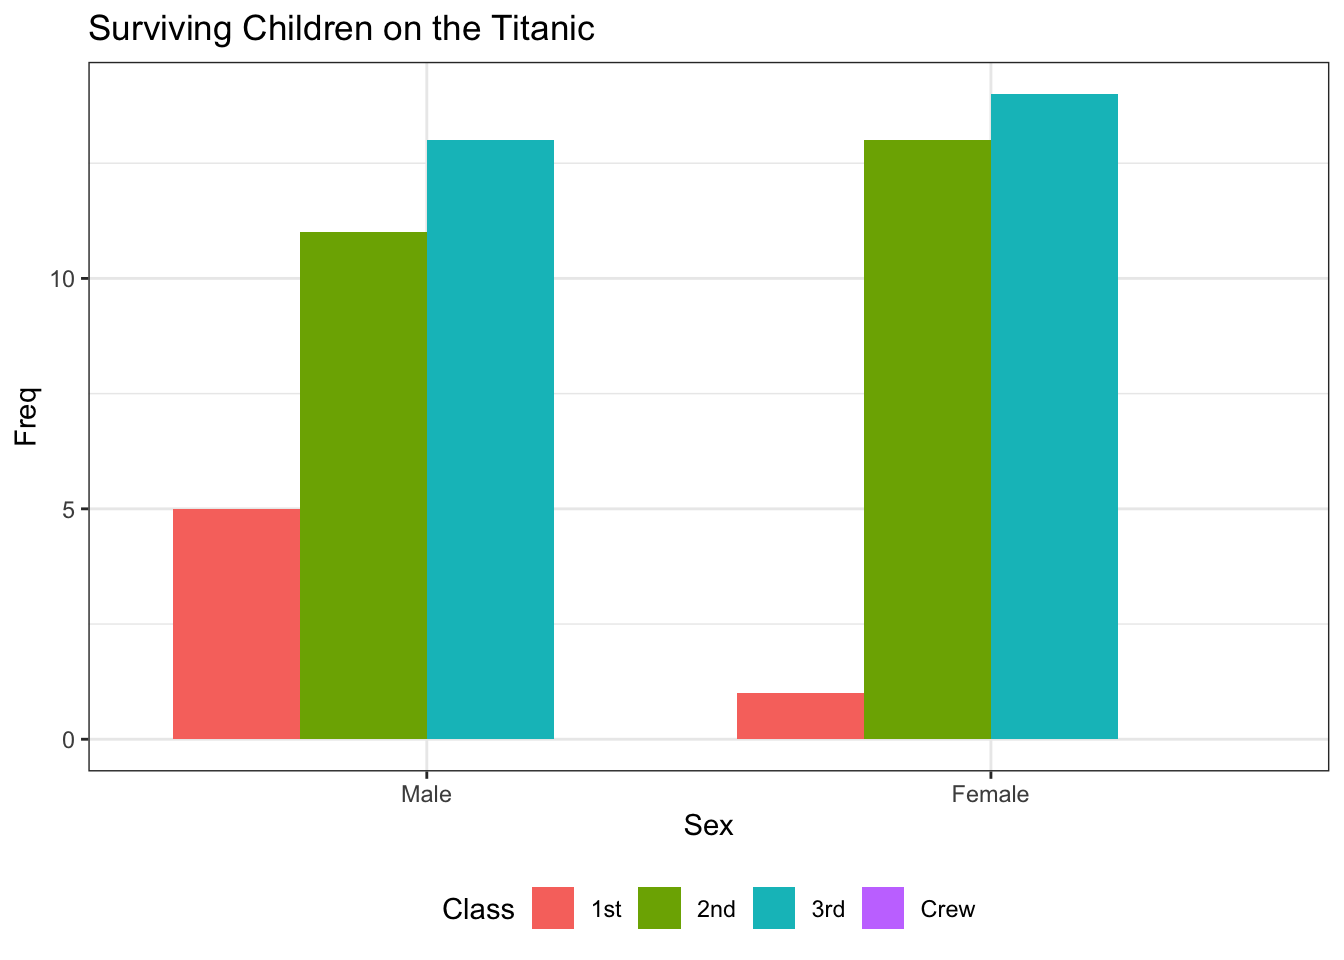 Surviving Children on the Titanic
Freq
10
5
0
Male Female
Sex
Class 1st 2nd 3rd Crew